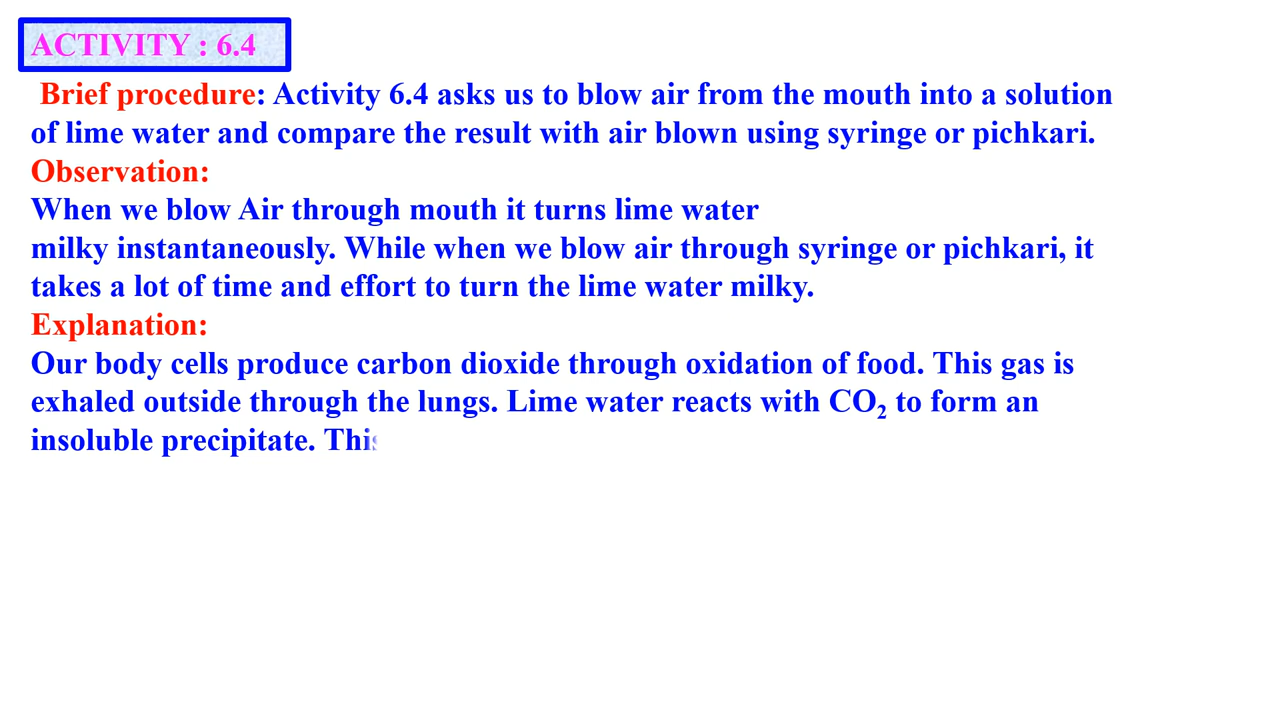 ACTIVITY : 6.4
Brief procedure: Activity 6.4 asks us to blow air from the mouth into a solution
of lime water and compare the result with air blown using syringe or pichkari.
Observation:
When we blow Air through mouth it turns lime water
milky instantaneously. While when we blow air through syringe or pichkari, it
takes a lot of time and effort to turn the lime water milky.
Explanation:
Our body cells produce carbon dioxide through oxidation of food. This gas is
exhaled outside through the lungs. Lime water reacts with CO₂ to form an
insoluble precipitate. This